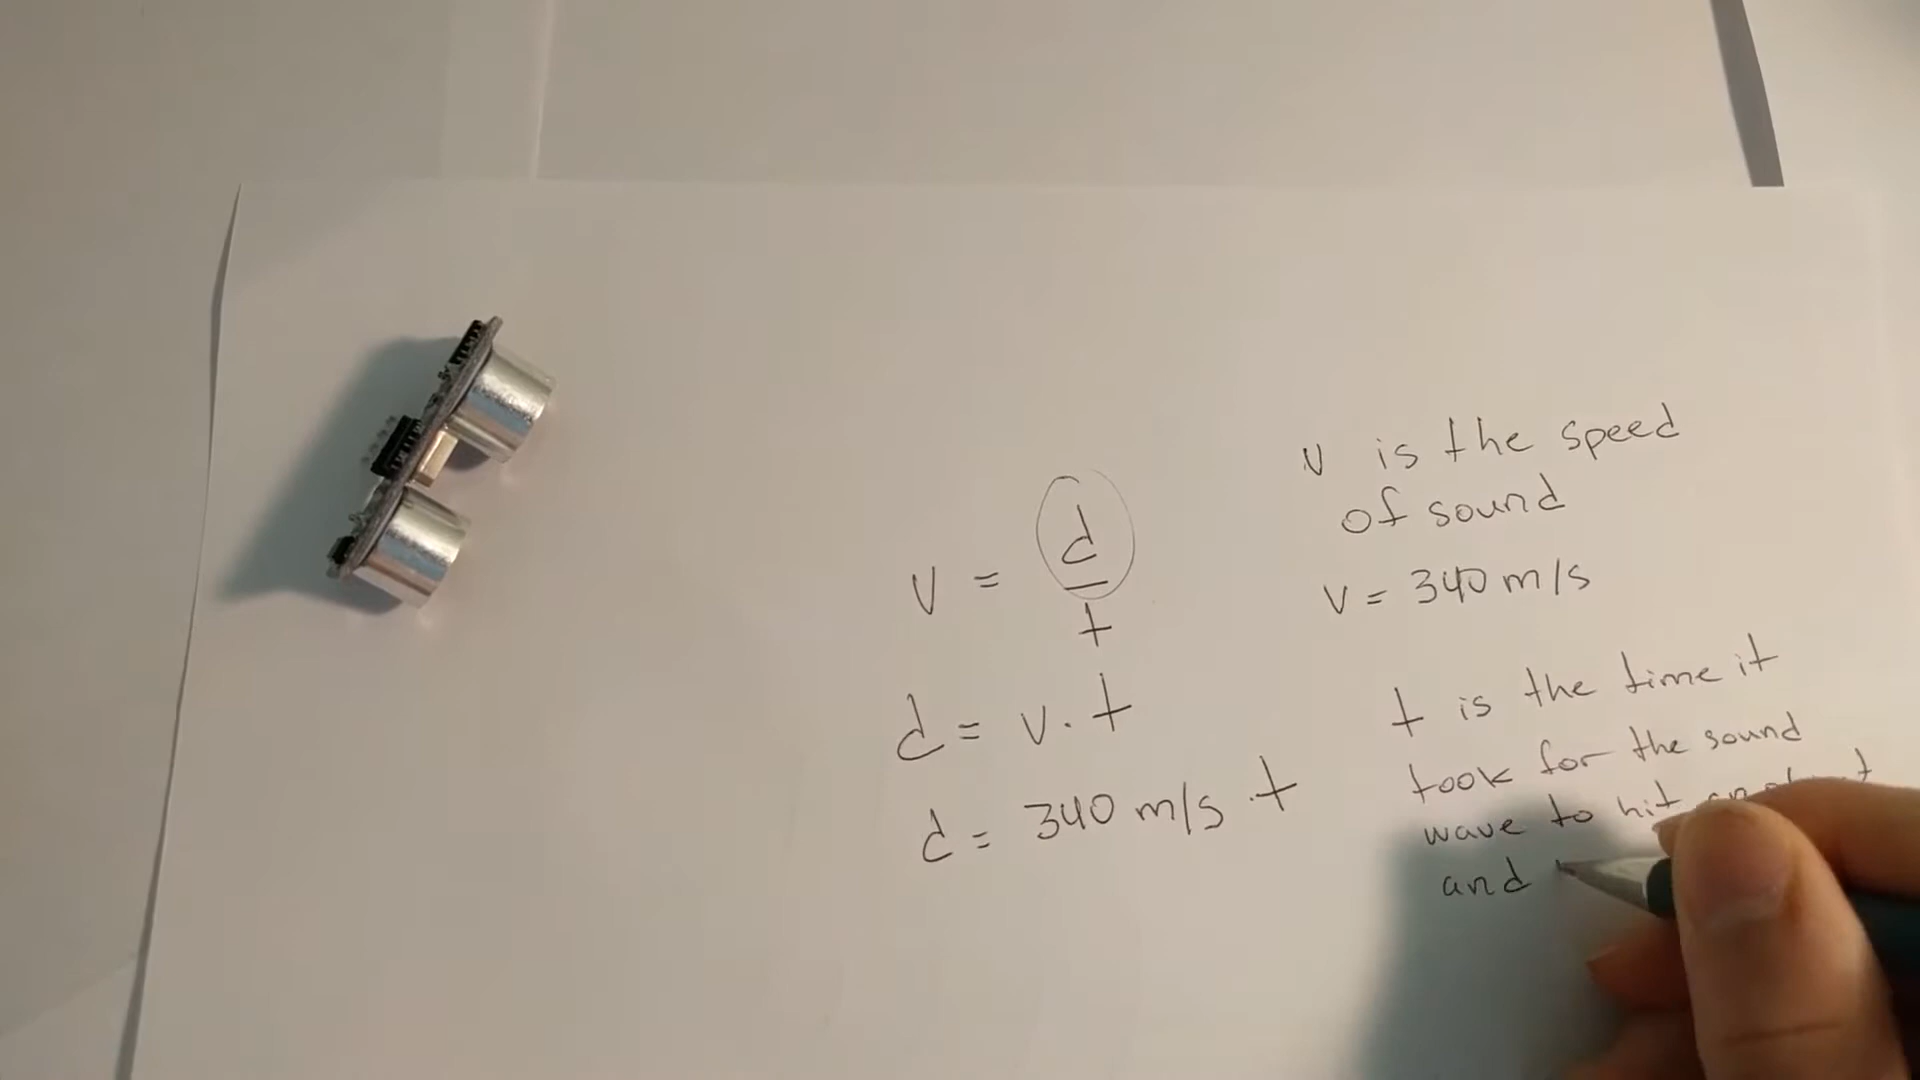 v = d/t
d = v · t
d = 340 m/s · t
v is the speed
of sound
v = 340 m/s
t is the time it
took for the sound
wave to hit an
and